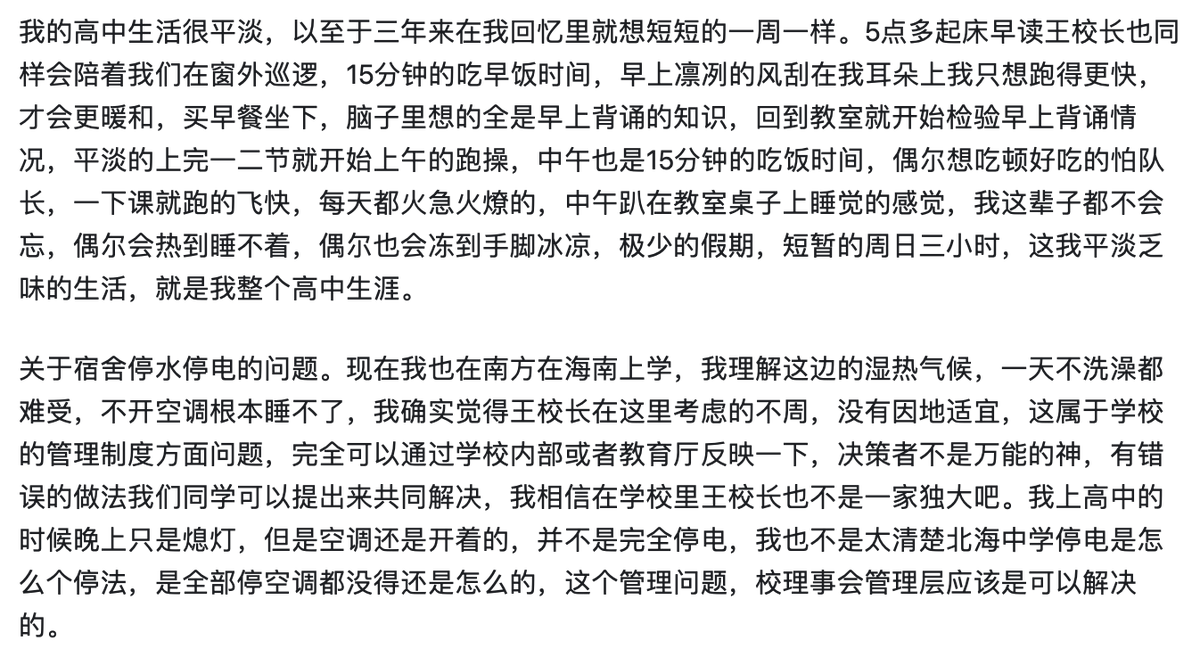 我的高中生活很平淡，以至于三年来在我回忆里就想短短的一周一样。5点多起床早读王校长也同
样会陪着我们在窗外巡逻，15分钟的吃早饭时间，早上凛冽的风刮在我耳朵上我只想跑得更快，
才会更暖和，买早餐坐下，脑子里想的全是早上背诵的知识，回到教室就开始检验早上背诵情
况，平淡的上完一二节就开始上午的跑操，中午也是15分钟的吃饭时间，偶尔想吃顿好吃的怕队
长，一下课就跑的飞快，每天都火急火燎的，中午趴在教室桌子上睡觉的感觉，我这辈子都不会
忘，偶尔会热到睡不着，偶尔也会冻到手脚冰凉，极少的假期，短暂的周日三小时，这我平淡乏
味的生活，就是我整个高中生涯。
关于宿舍停水停电的问题。现在我也在南方在海南上学，我理解这边的湿热气候，一天不洗澡都
难受，不开空调根本睡不了，我确实觉得王校长在这里考虑的不周，没有因地适宜，这属于学校
的管理制度方面问题，完全可以通过学校内部或者教育厅反映一下，决策者不是万能的神，有错
误的做法我们同学可以提出来共同解决，我相信在学校里王校长也不是一家独大吧。我上高中的
时候晚上只是熄灯，但是空调还是开着的，并不是完全停电，我也不是太清楚北海中学停电是怎
么个停法，是全部停空调都没得还是怎么的，这个管理问题，校理事会管理层应该是可以解决
的。